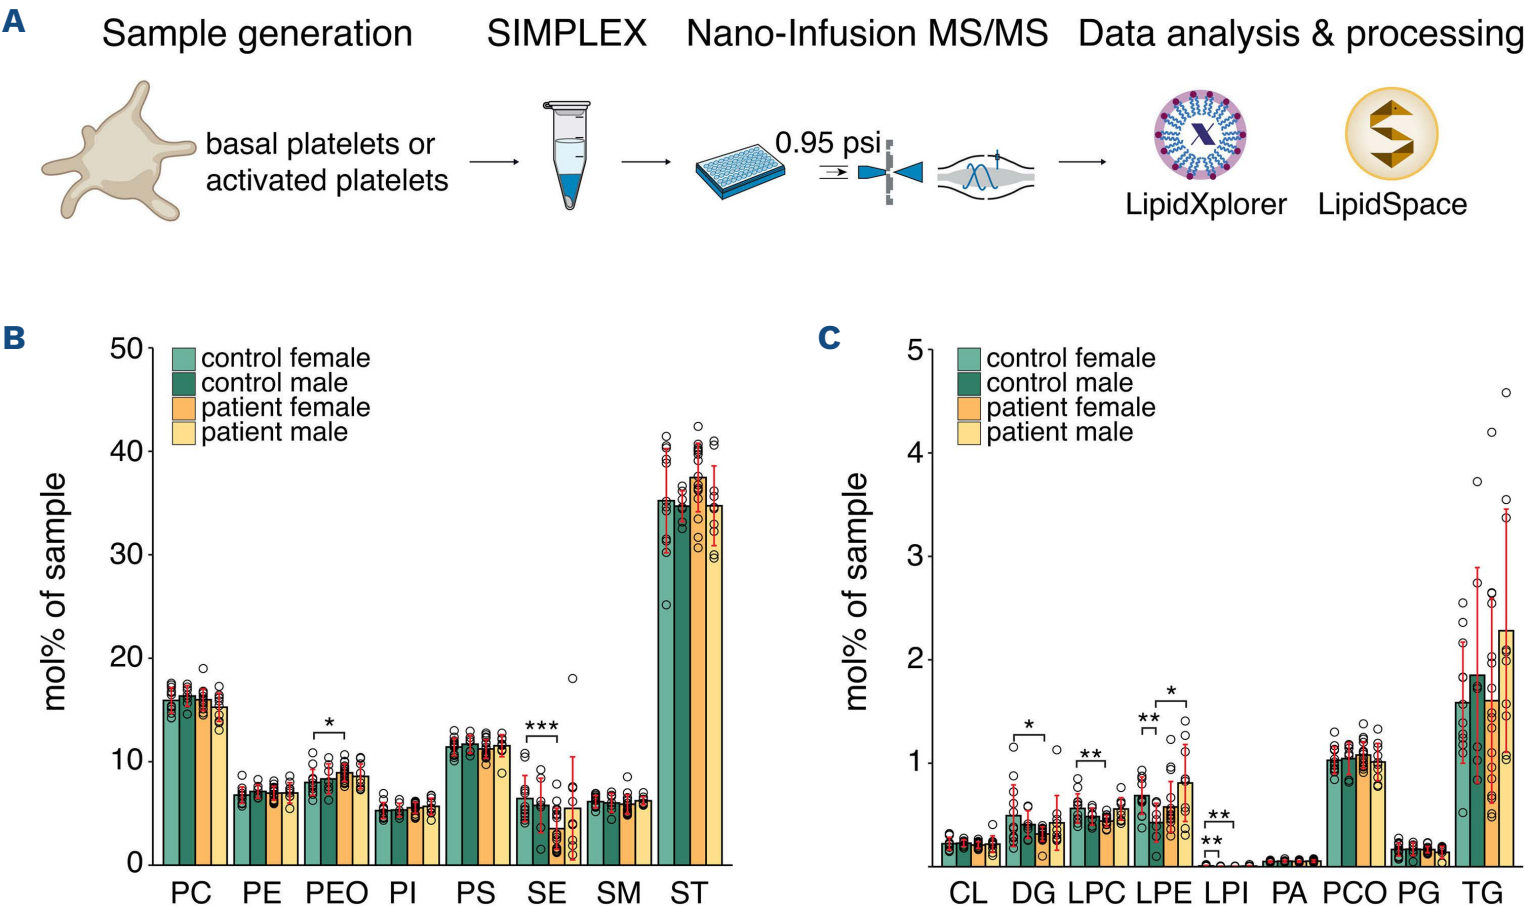 A
Sample generation
SIMPLEX
Nano-Infusion MS/MS
Data analysis & processing
basal platelets or
activated platelets
0.95 psi
X
S
LipidXplorer
LipidSpace
B
mol% of sample
50
40
30
20
10
0
control female
control male
patient female
patient male
*
***
PC
PE
PEO
PI
PS
SE
SM
ST
C
mol% of sample
5
4
3
2
1
control female
control male
patient female
patient male
*
**
**
*
**
**
CL
DG
LPC
LPE
LPI
PA
PCO
PG
TG